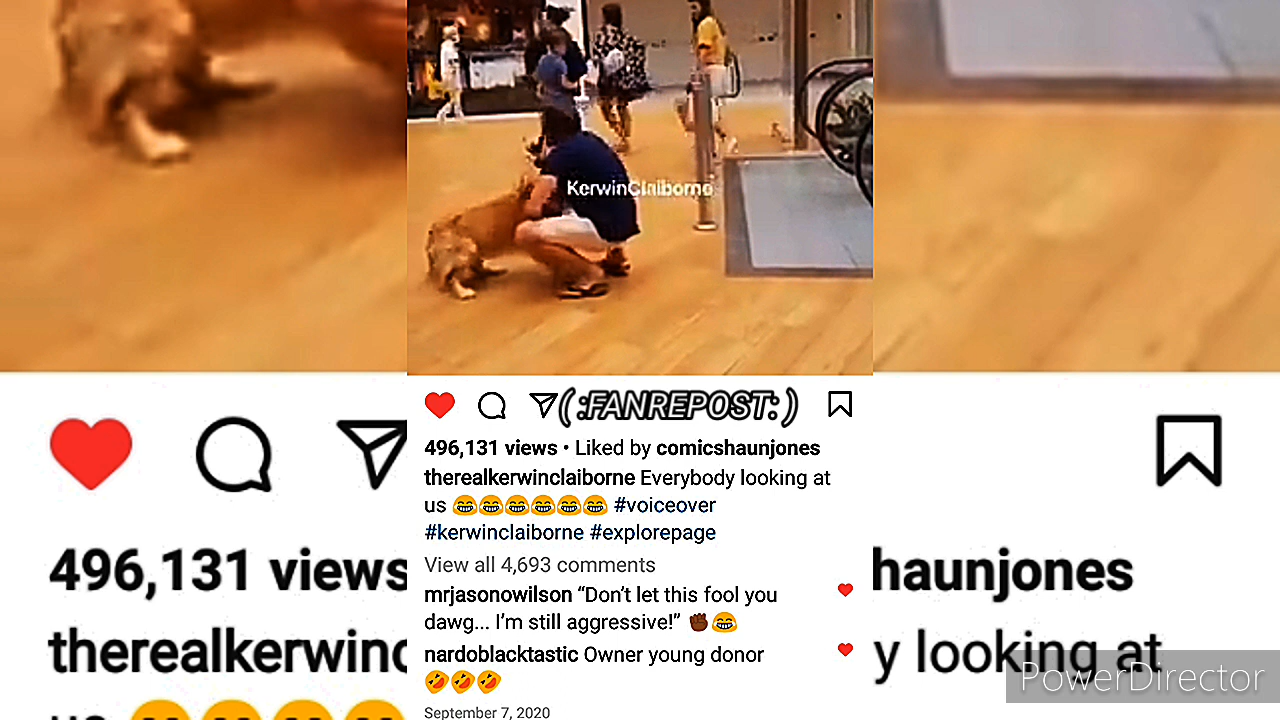 KerwinClaiborne
( :FANREPOST: )
496,131 views • Liked by comicshaunjones
therealkerwinclaiborne Everybody looking at
us 😂😂😂😂😂😂 #voiceover
#kerwinclaiborne #explorepage
View all 4,693 comments
mrjasonowilson “Don’t let this fool you
dawg... I’m still aggressive!” ✊🏿😂
nardoblacktastic Owner young donor
🤣🤣🤣
September 7, 2020
496,131 views
therealkerwinc
us
haunjones
y looking at
PowerDirector